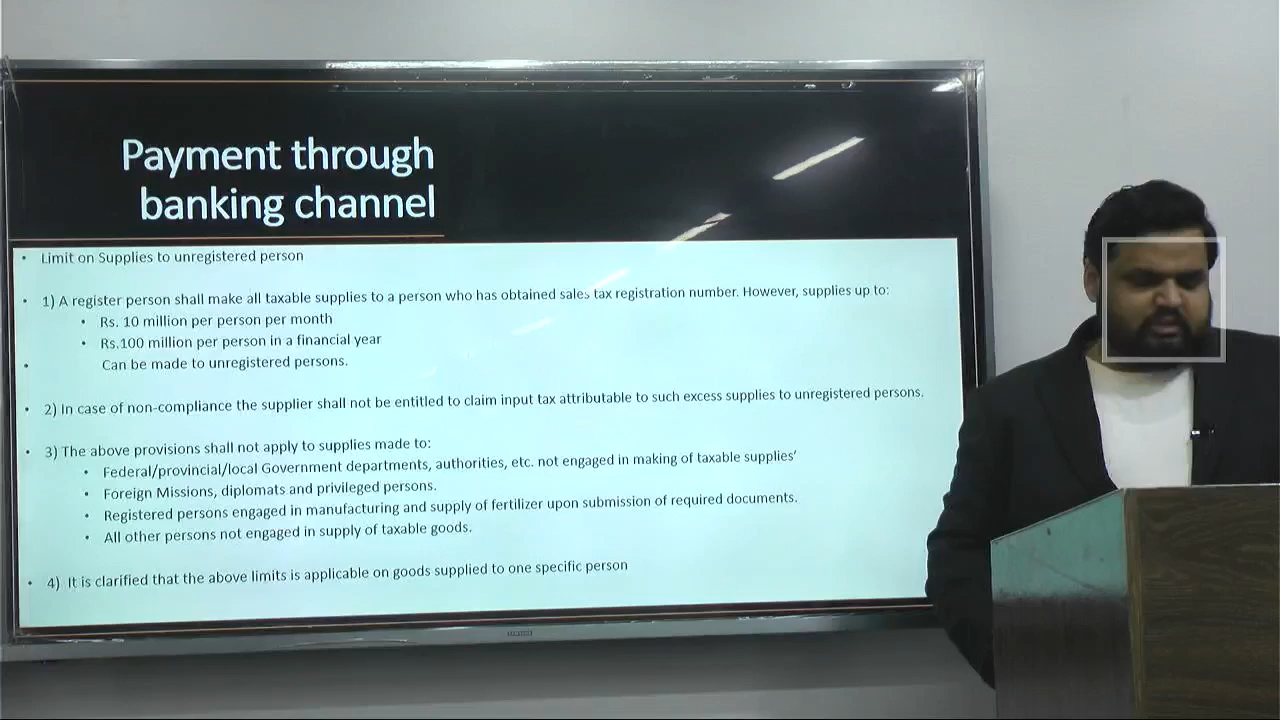 Payment through
banking channel
• Limit on Supplies to unregistered person
• 1) A register person shall make all taxable supplies to a person who has obtained sales tax registration number. However, supplies up to:
• Rs. 10 million per person per month
• Rs.100 million per person in a financial year
• Can be made to unregistered persons.
• 2) In case of non-compliance the supplier shall not be entitled to claim input tax attributable to such excess supplies to unregistered persons.
• 3) The above provisions shall not apply to supplies made to:
• Federal/provincial/local Government departments, authorities, etc. not engaged in making of taxable supplies’
• Foreign Missions, diplomats and privileged persons.
• Registered persons engaged in manufacturing and supply of fertilizer upon submission of required documents.
• All other persons not engaged in supply of taxable goods.
• 4) It is clarified that the above limits is applicable on goods supplied to one specific person
SAMSUNG